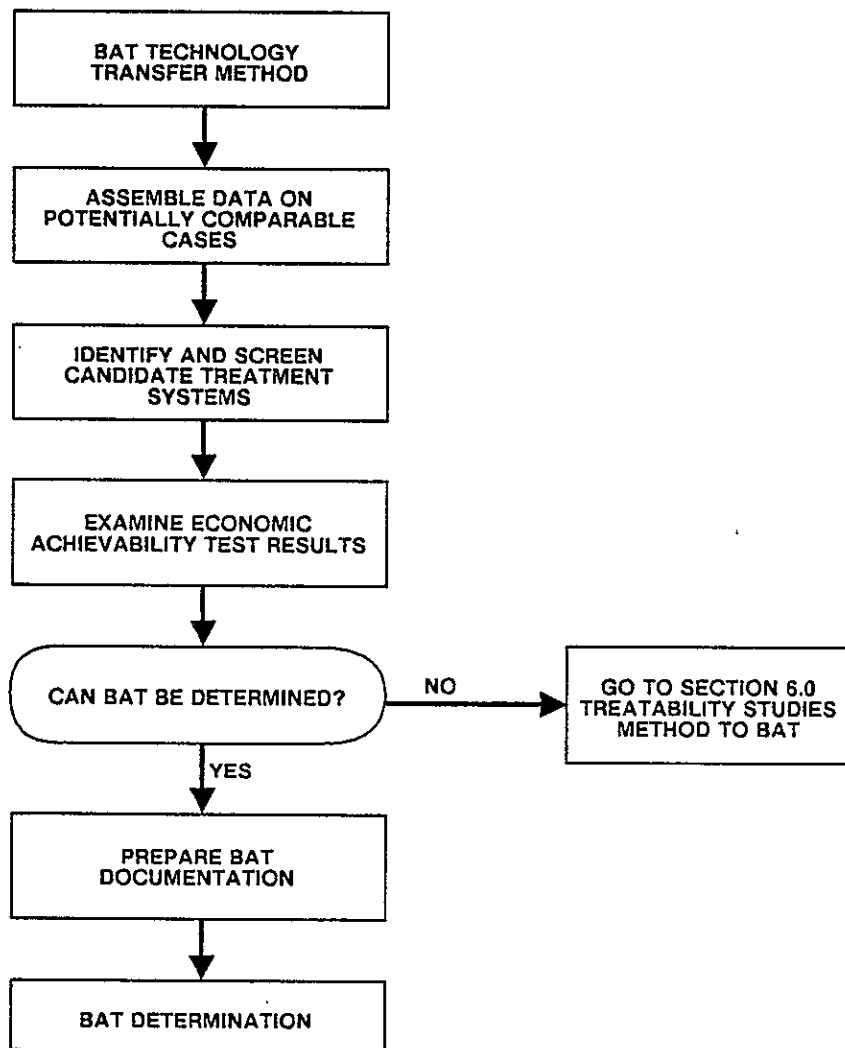 BAT TECHNOLOGY
TRANSFER METHOD
ASSEMBLE DATA ON
POTENTIALLY COMPARABLE
CASES
IDENTIFY AND SCREEN
CANDIDATE TREATMENT
SYSTEMS
EXAMINE ECONOMIC
ACHIEVABILITY TEST RESULTS
CAN BAT BE DETERMINED?
NO
GO TO SECTION 6.0
TREATABILITY STUDIES
METHOD TO BAT
YES
PREPARE BAT
DOCUMENTATION
BAT DETERMINATION